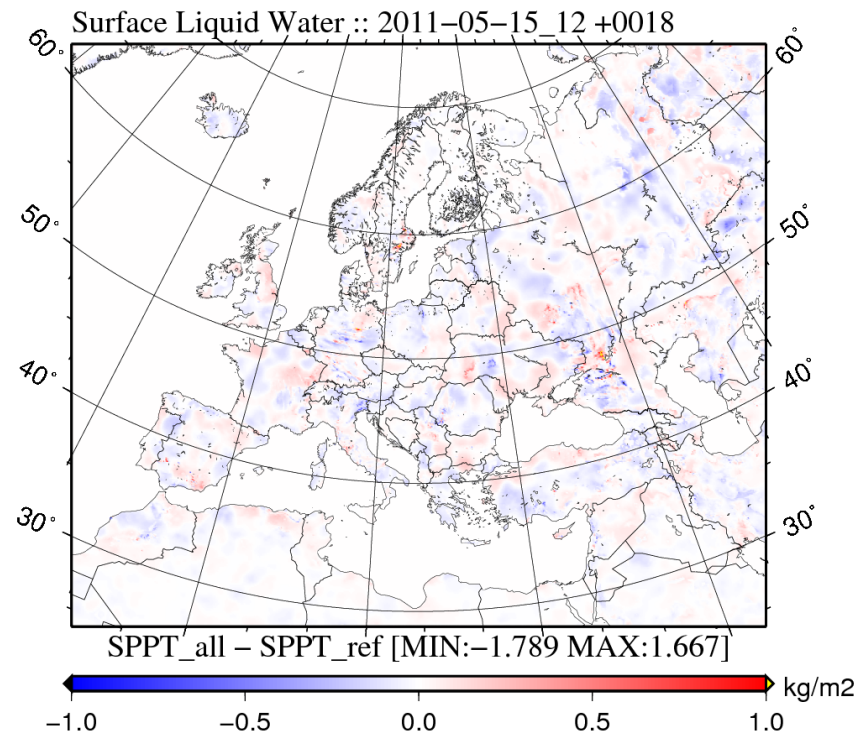 Surface Liquid Water :: 2011−05−15_12 +0018
60° 60°
50° 50°
40° 40°
30° 30°
SPPT_all − SPPT_ref [MIN:−1.789 MAX:1.667]
kg/m2
−1.0 −0.5 0.0 0.5 1.0